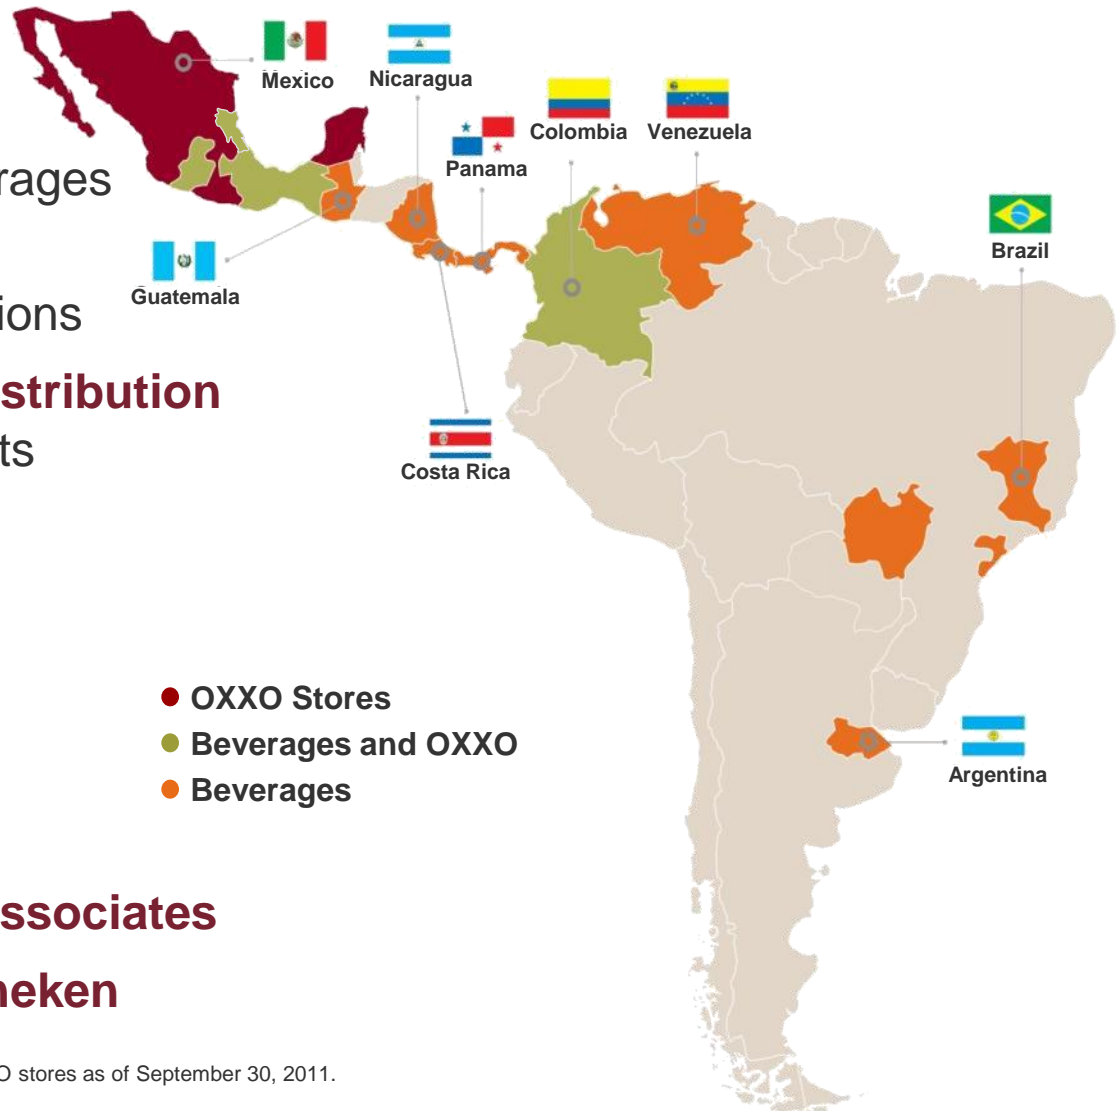 Mexico
Nicaragua
Colombia
Venezuela
Panama
rages
Brazil
Guatemala
ions
stribution
ts
Costa Rica
OXXO Stores
Beverages and OXXO
Beverages
Argentina
ssociates
neken
O stores as of September 30, 2011.